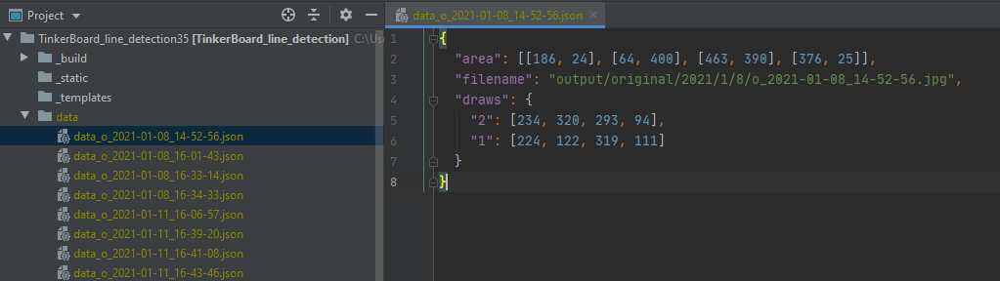 Project
TinkerBoard_line_detection35 [TinkerBoard_line_detection] C:\Us
_build
_static
_templates
data
data_o_2021-01-08_14-52-56.json
data_o_2021-01-08_16-01-43.json
data_o_2021-01-08_16-33-14.json
data_o_2021-01-08_16-34-33.json
data_o_2021-01-11_16-06-57.json
data_o_2021-01-11_16-39-20.json
data_o_2021-01-11_16-41-08.json
data_o_2021-01-11_16-43-46.json
data_o_2021-01-08_14-52-56.json
1 {
2 "area": [[186, 24], [64, 400], [463, 390], [376, 25]],
3 "filename": "output/original/2021/1/8/o_2021-01-08_14-52-56.jpg",
4 "draws": {
5 "2": [234, 320, 293, 94],
6 "1": [224, 122, 319, 111]
7 }
8 }